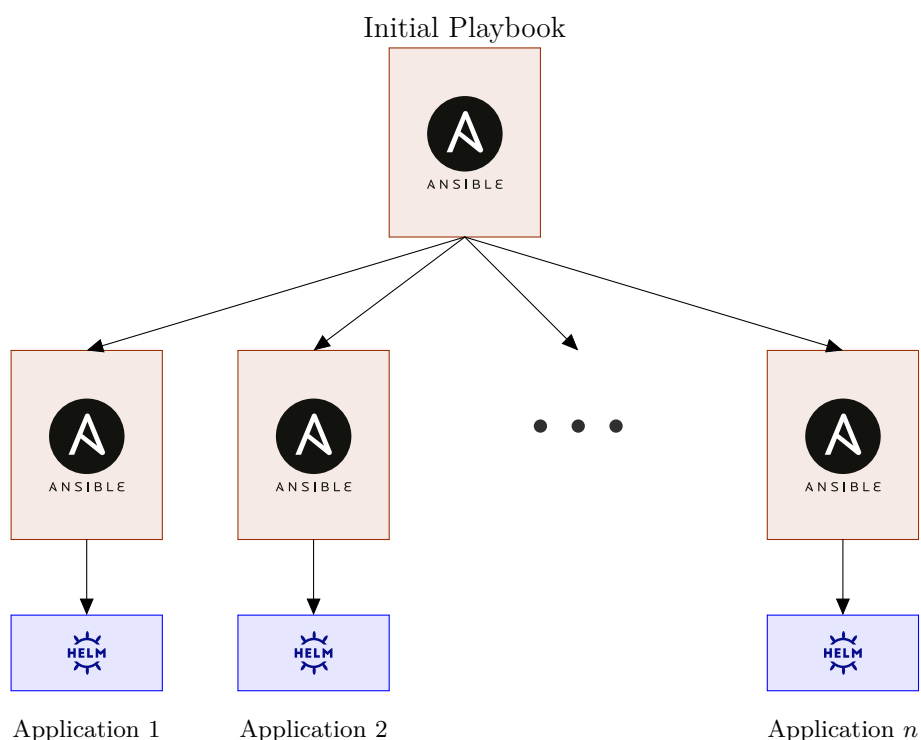 Initial Playbook
ANSIBLE
ANSIBLE
ANSIBLE
ANSIBLE
HELM
HELM
HELM
Application 1
Application 2
Application n